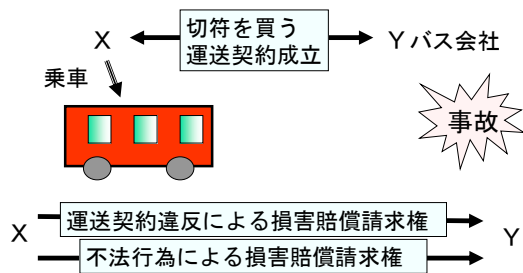 切符を買う
運送契約成立
X
Yバス会社
乗車
事故
運送契約違反による損害賠償請求権
X
Y
不法行為による損害賠償請求権